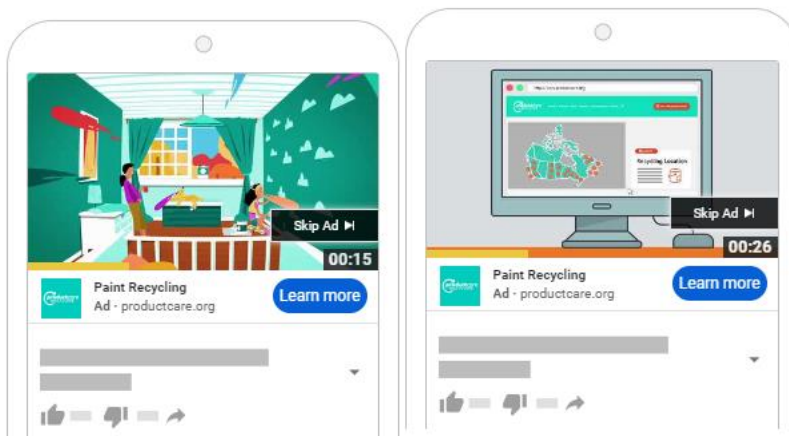 Skip Ad
00:15
Paint Recycling
Ad · productcare.org
Learn more
Recycling Location
Skip Ad
00:26
Paint Recycling
Ad · productcare.org
Learn more